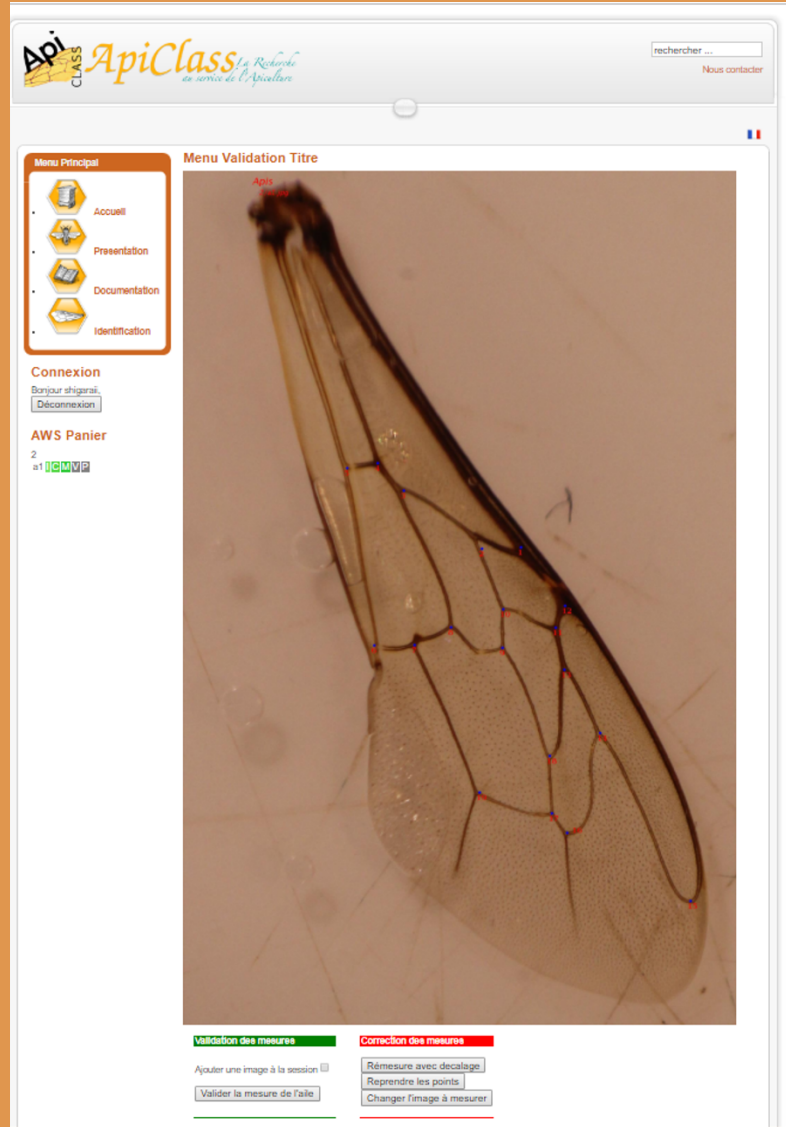 Api
CLASS
ApiClass
La Recherche
au service de l'Apiculture
rechercher ...
Nous contacter
Menu Principal
Accueil
Presentation
Documentation
Identification
Connexion
Bonjour shigaraii,
Déconnexion
AWS Panier
2
a1 I C M V P
Menu Validation Titre
Apis
12
Validation des mesures
Ajouter une image à la session
Valider la mesure de l'aile
Correction des mesures
Rémesure avec decalage
Reprendre les points
Changer l'image à mesurer